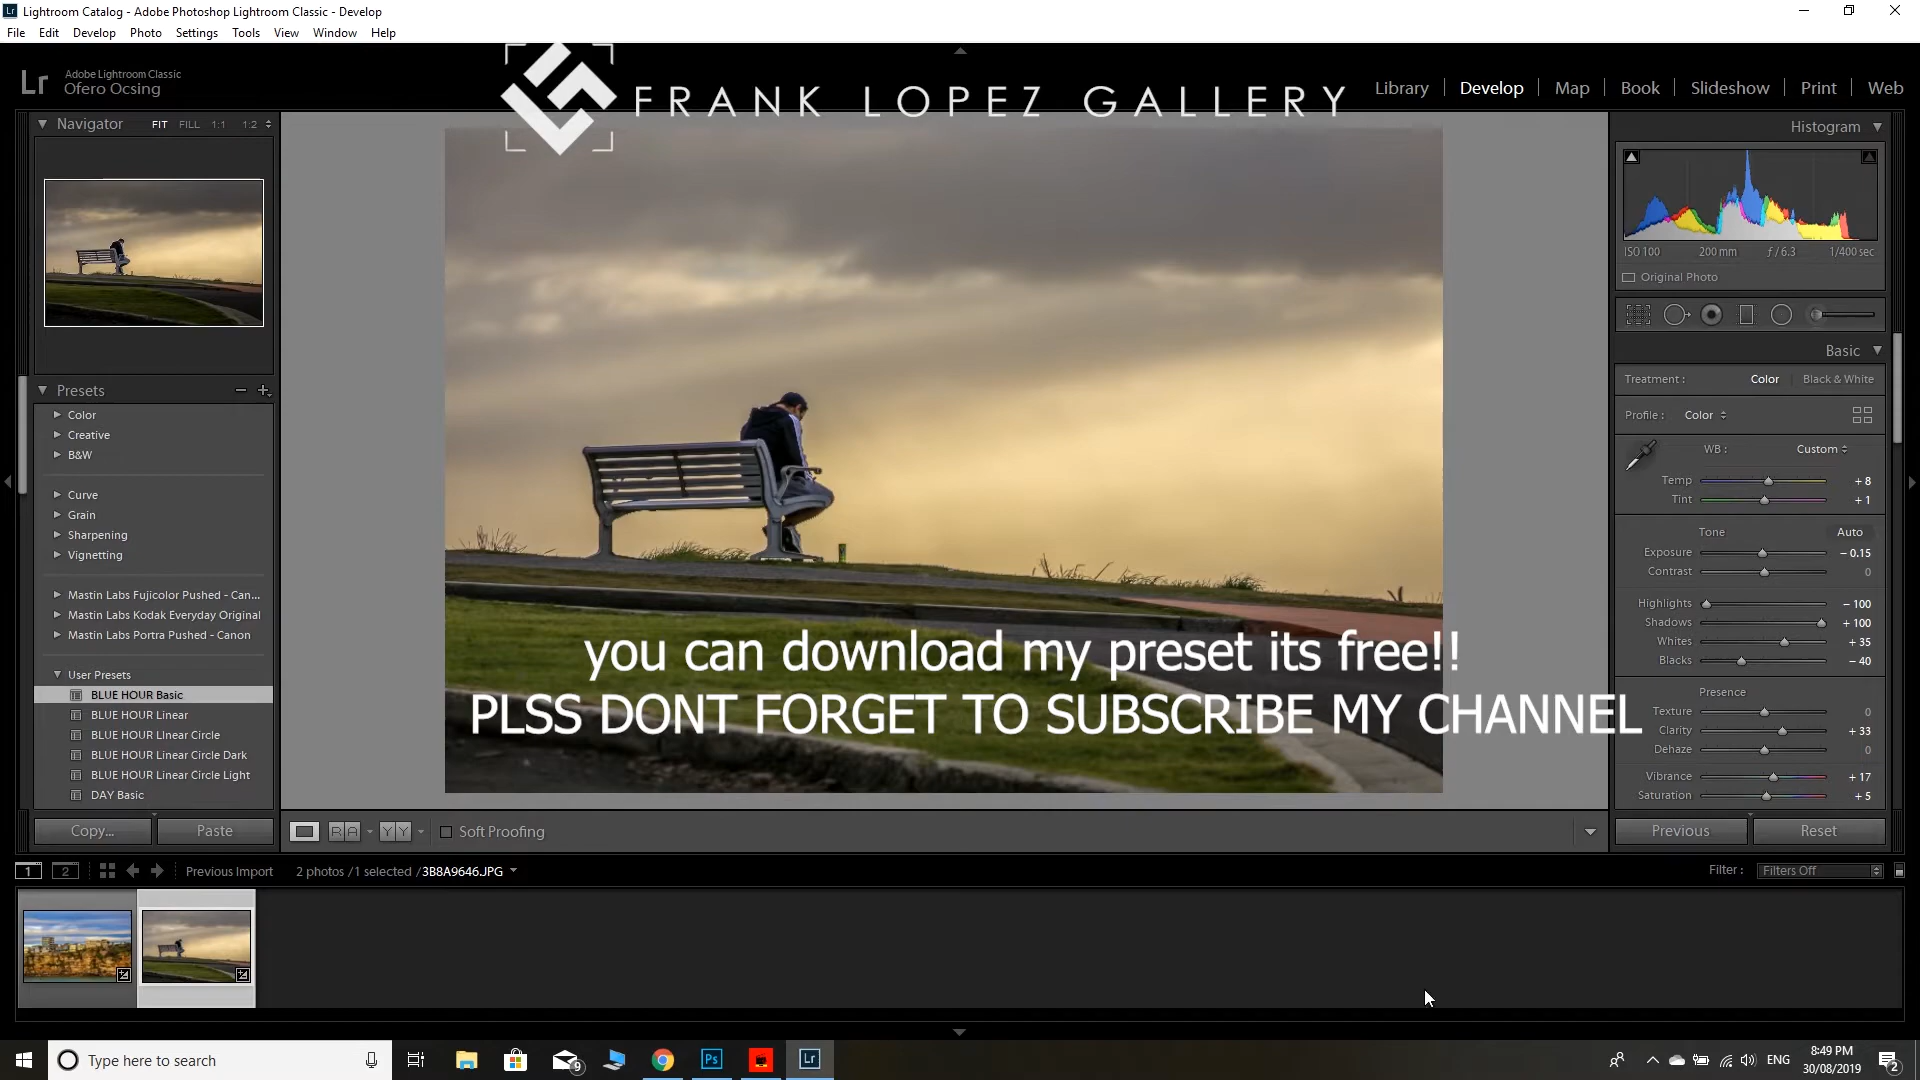 Lightroom Catalog - Adobe Photoshop Lightroom Classic - Develop
File Edit Develop Photo Settings Tools View Window Help
Lr
Adobe Lightroom Classic
Ofero Ocsing
FRANK LOPEZ GALLERY
Library Develop Map Book Slideshow Print Web
Navigator FIT FILL 1:1 1:2
Histogram
ISO 100 200 mm ƒ / 6.3 1/400 sec
Original Photo
Basic
Treatment : Color Black & White
Profile : Color
WB : Custom
Temp + 8
Tint + 1
Tone Auto
Exposure − 0.15
Contrast 0
Highlights − 100
Shadows + 100
Whites + 35
Blacks − 40
Presence
Texture 0
Clarity + 33
Dehaze 0
Vibrance + 17
Saturation + 5
Previous Reset
Presets
Color
Creative
B&W
Curve
Grain
Sharpening
Vignetting
Mastin Labs Fujicolor Pushed - Can...
Mastin Labs Kodak Everyday Original
Mastin Labs Portra Pushed - Canon
User Presets
BLUE HOUR Basic
BLUE HOUR Linear
BLUE HOUR LInear Circle
BLUE HOUR Linear Circle Dark
BLUE HOUR Linear Circle Light
DAY Basic
Copy... Paste
you can download my preset its free!!
PLSS DONT FORGET TO SUBSCRIBE MY CHANNEL
R A Y Y Soft Proofing
1 2 Previous Import 2 photos / 1 selected / 3B8A9646.JPG
Filter : Filters Off
Type here to search
9
Ps
Lr
ENG
8:49 PM
30/08/2019
2